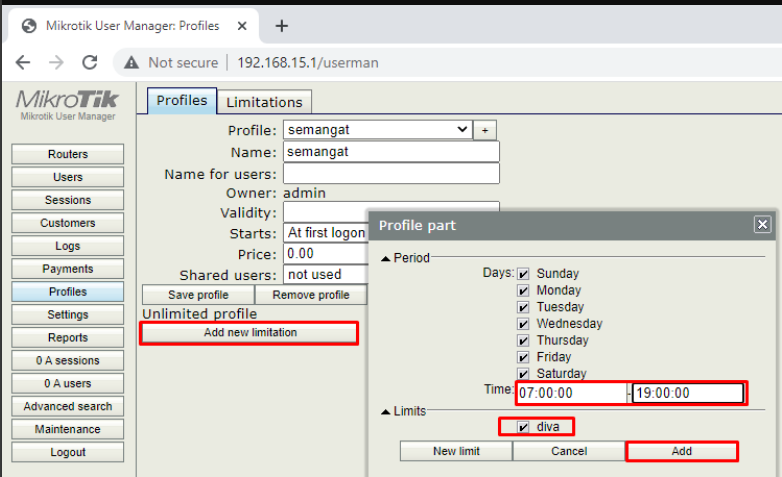 Mikrotik User Manager: Profiles
Not secure | 192.168.15.1/userman
MikroTik
Mikrotik User Manager
Routers
Users
Sessions
Customers
Logs
Payments
Profiles
Settings
Reports
0 A sessions
0 A users
Advanced search
Maintenance
Logout
Profiles Limitations
Profile: semangat +
Name: semangat
Name for users:
Owner: admin
Validity:
Starts: At first logon
Price: 0.00
Shared users: not used
Save profile Remove profile
Unlimited profile
Add new limitation
Profile part
Period
Days: Sunday
Monday
Tuesday
Wednesday
Thursday
Friday
Saturday
Time: 07:00:00 - 19:00:00
Limits
diva
New limit Cancel Add